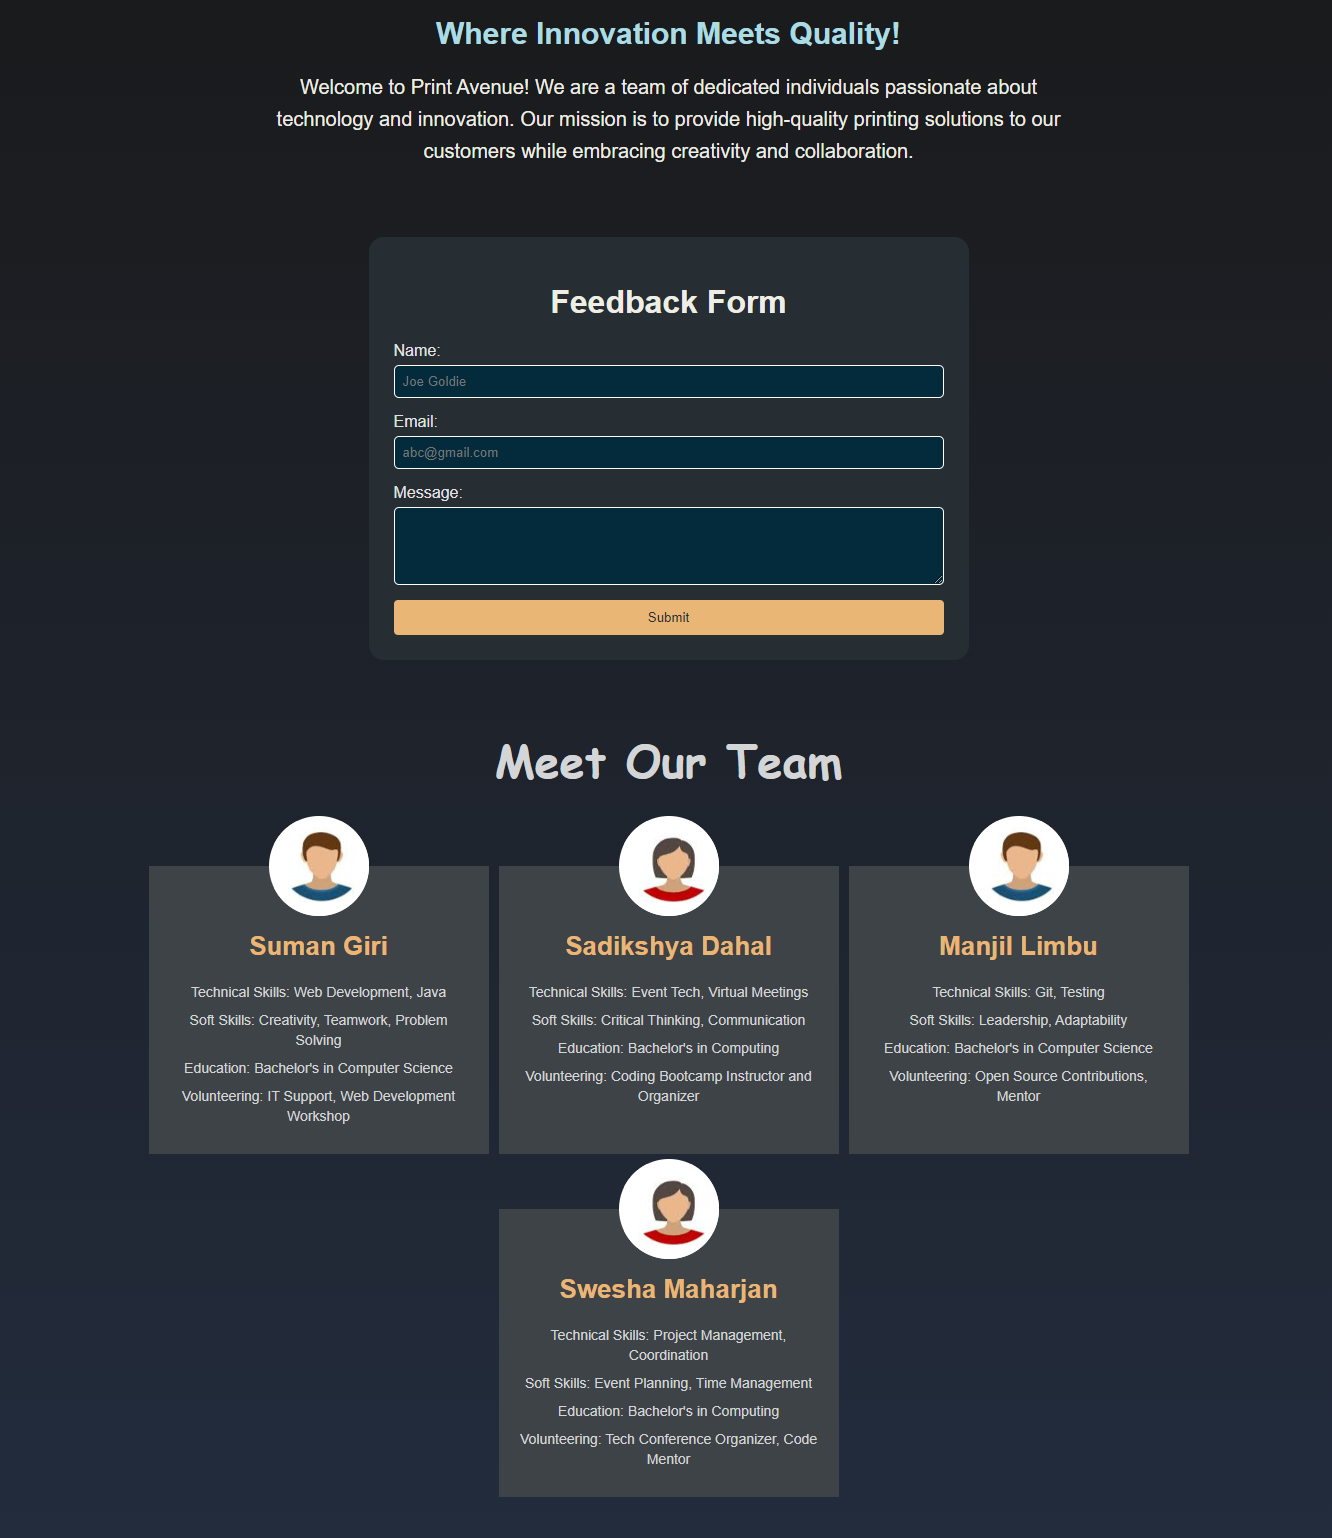 Where Innovation Meets Quality!
Welcome to Print Avenue! We are a team of dedicated individuals passionate about
technology and innovation. Our mission is to provide high-quality printing solutions to our
customers while embracing creativity and collaboration.
Feedback Form
Name:
Joe Goldie
Email:
abc@gmail.com
Message:
Submit
Meet Our Team
Suman Giri
Technical Skills: Web Development, Java
Soft Skills: Creativity, Teamwork, Problem
Solving
Education: Bachelor's in Computer Science
Volunteering: IT Support, Web Development
Workshop
Sadikshya Dahal
Technical Skills: Event Tech, Virtual Meetings
Soft Skills: Critical Thinking, Communication
Education: Bachelor's in Computing
Volunteering: Coding Bootcamp Instructor and
Organizer
Manjil Limbu
Technical Skills: Git, Testing
Soft Skills: Leadership, Adaptability
Education: Bachelor's in Computer Science
Volunteering: Open Source Contributions,
Mentor
Swesha Maharjan
Technical Skills: Project Management,
Coordination
Soft Skills: Event Planning, Time Management
Education: Bachelor's in Computing
Volunteering: Tech Conference Organizer, Code
Mentor